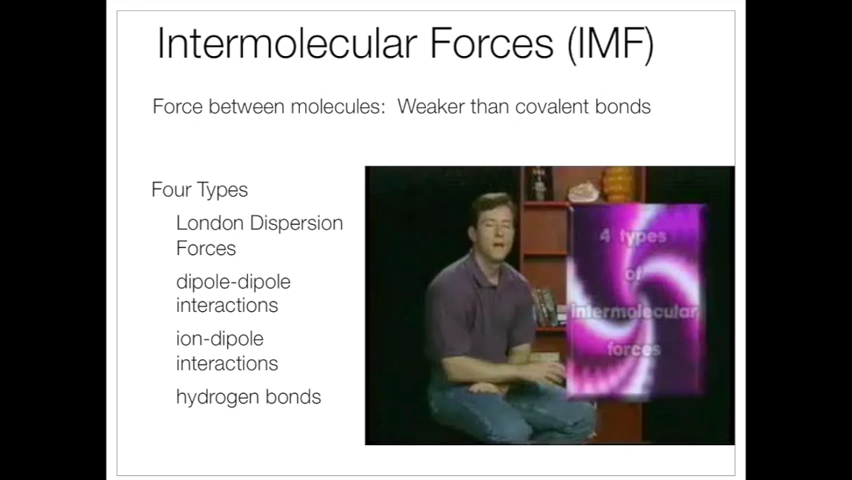 Intermolecular Forces (IMF)
Force between molecules:  Weaker than covalent bonds
Four Types
London Dispersion
Forces
dipole-dipole
interactions
ion-dipole
interactions
hydrogen bonds
4 types
of
intermolecular
forces